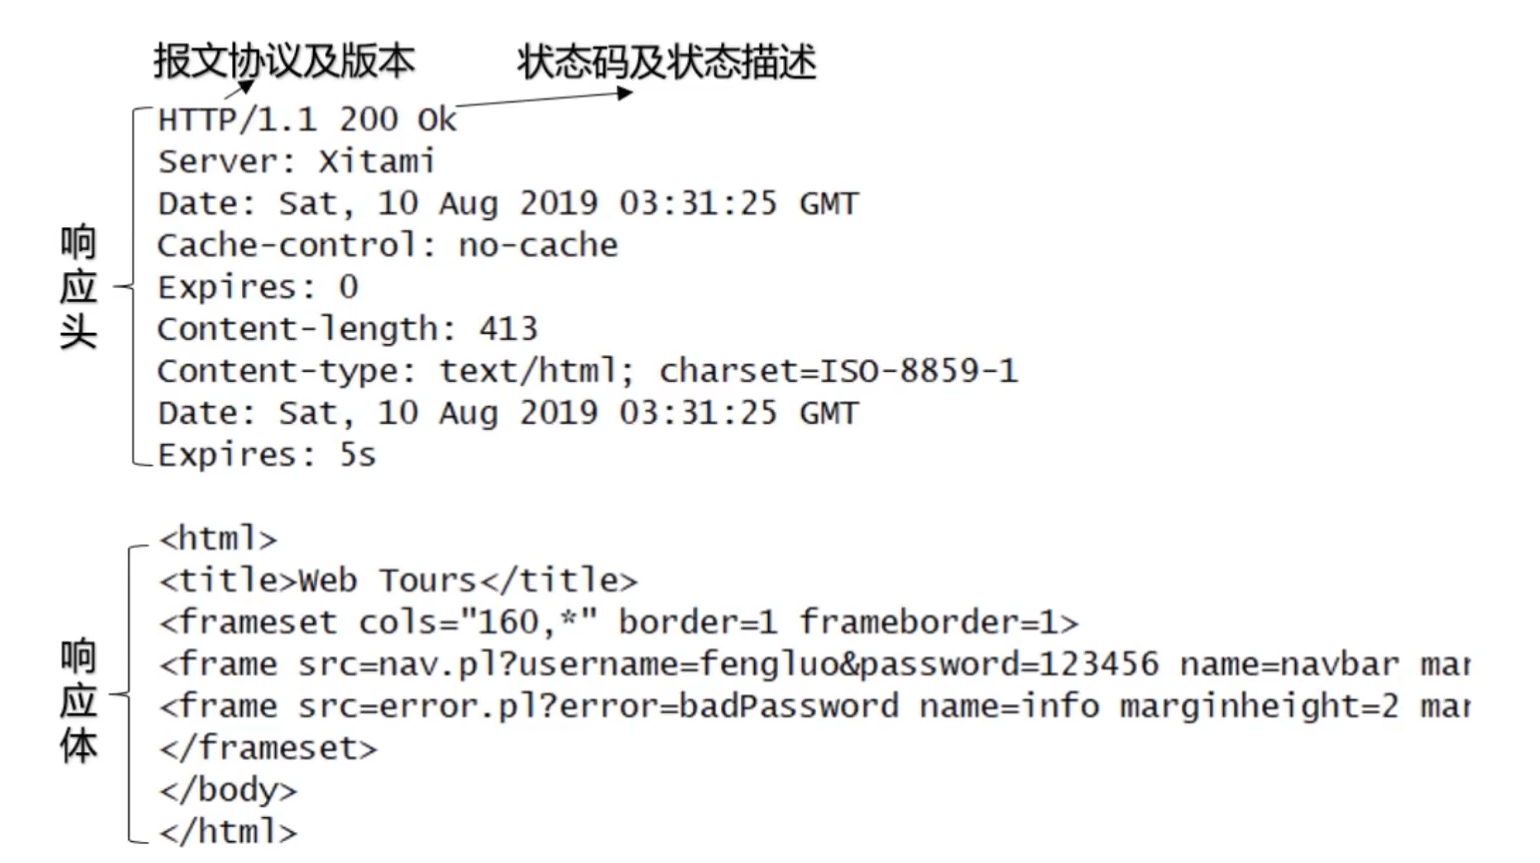 报文协议及版本 状态码及状态描述
HTTP/1.1 200 Ok
Server: Xitami
Date: Sat, 10 Aug 2019 03:31:25 GMT
Cache-control: no-cache
Expires: 0
Content-length: 413
Content-type: text/html; charset=ISO-8859-1
Date: Sat, 10 Aug 2019 03:31:25 GMT
Expires: 5s
响应头
<html>
<title>Web Tours</title>
<frameset cols="160,*" border=1 frameborder=1>
<frame src=nav.pl?username=fengluo&password=123456 name=navbar
<frame src=error.pl?error=badPassword name=info marginheight=2
</frameset>
</body>
</html>
响应体